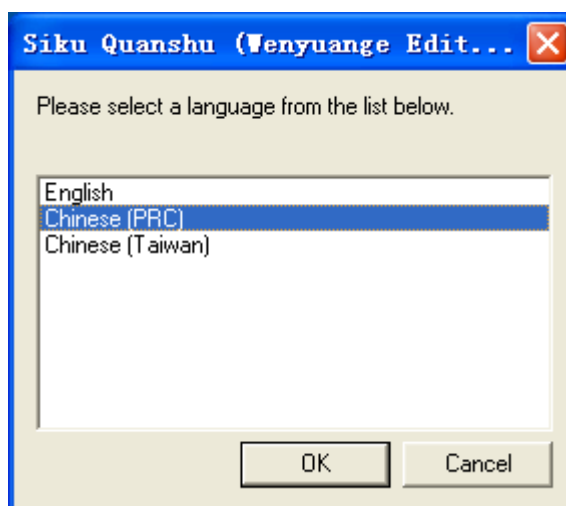 Siku Quanshu (Wenyuange Edit...
Please select a language from the list below.
English
Chinese (PRC)
Chinese (Taiwan)
OK
Cancel